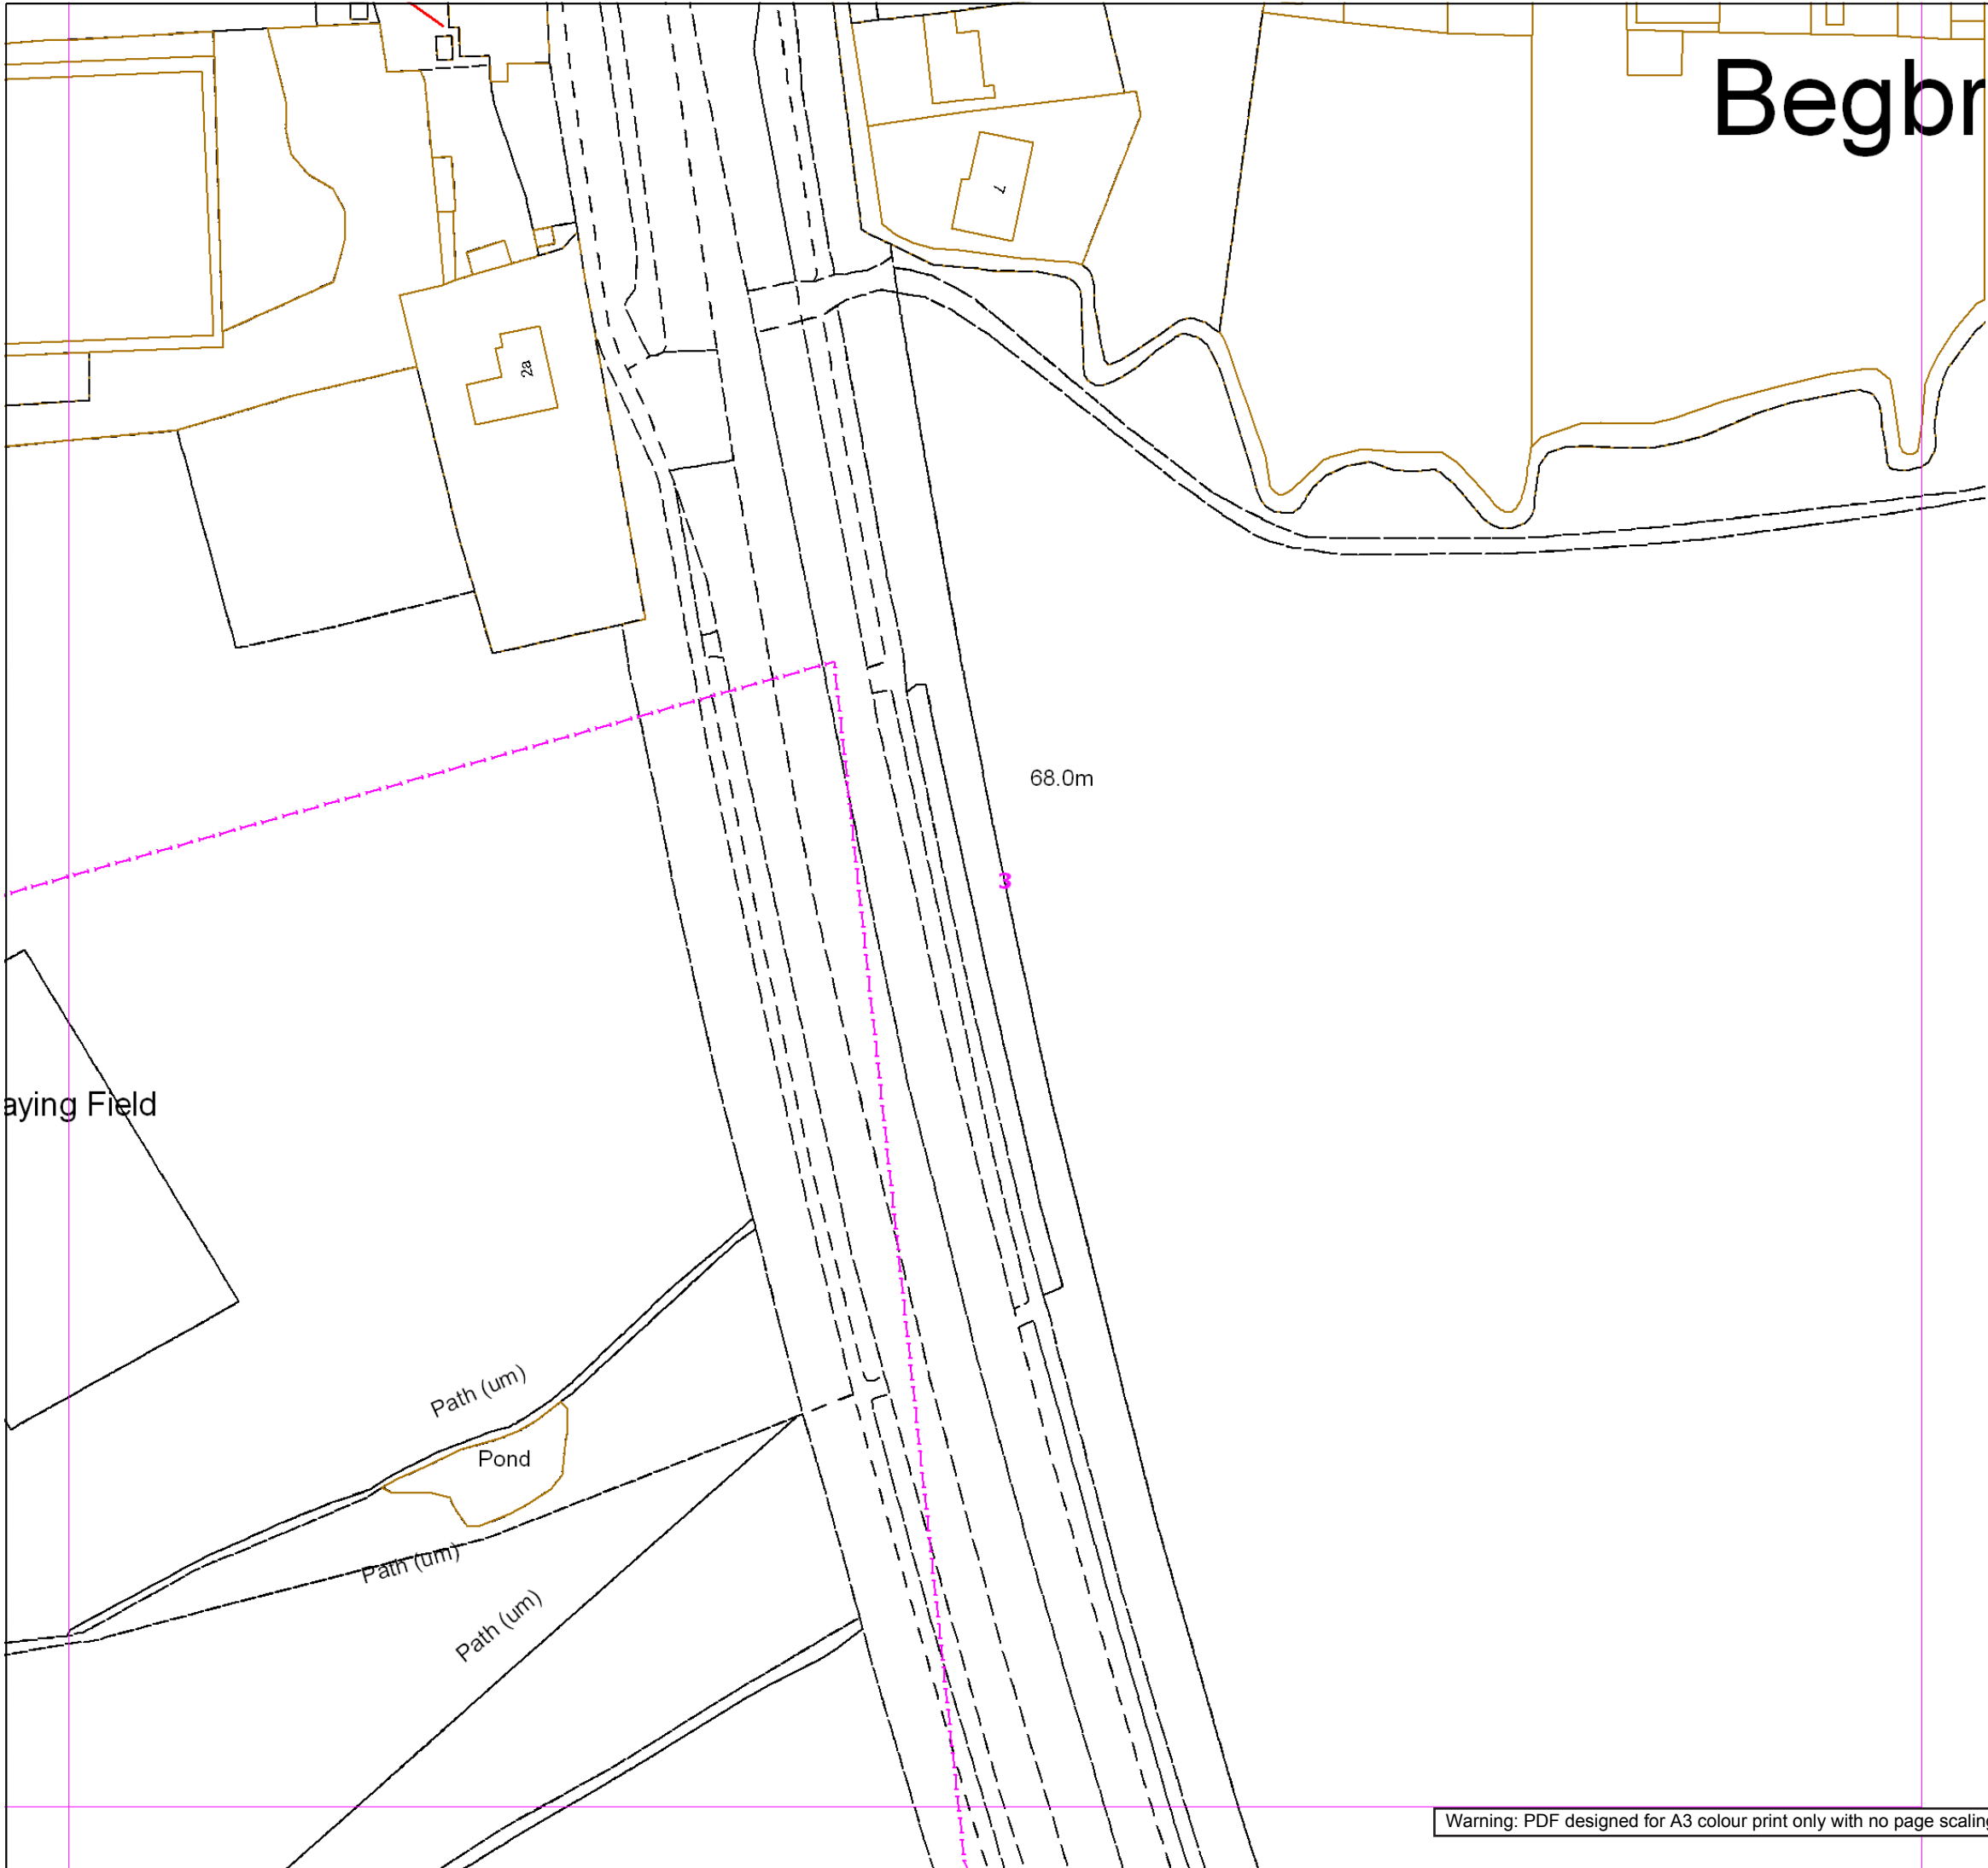 Begbr
7
2a
68.0m
3
aying Field
Path (um)
Pond
Path (um)
Path (um)
Warning: PDF designed for A3 colour print only with no page scaling